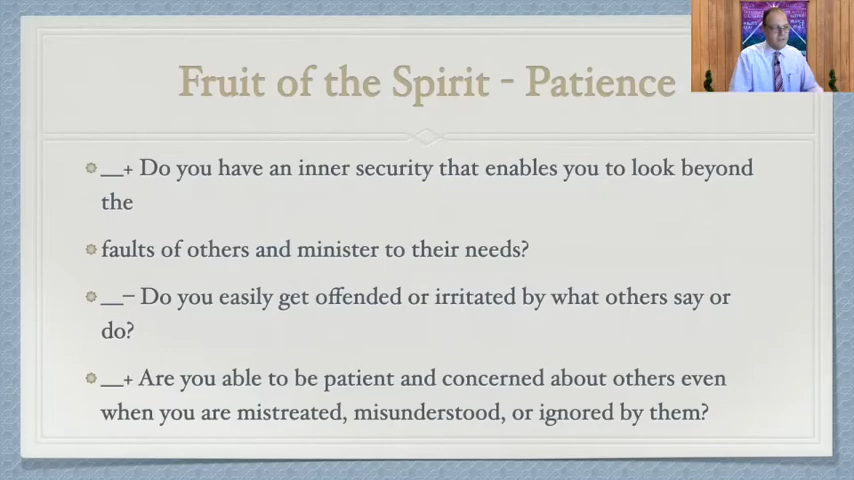 Fruit of the Spirit - Patience
__+ Do you have an inner security that enables you to look beyond
the
faults of others and minister to their needs?
__− Do you easily get offended or irritated by what others say or
do?
__+ Are you able to be patient and concerned about others even
when you are mistreated, misunderstood, or ignored by them?